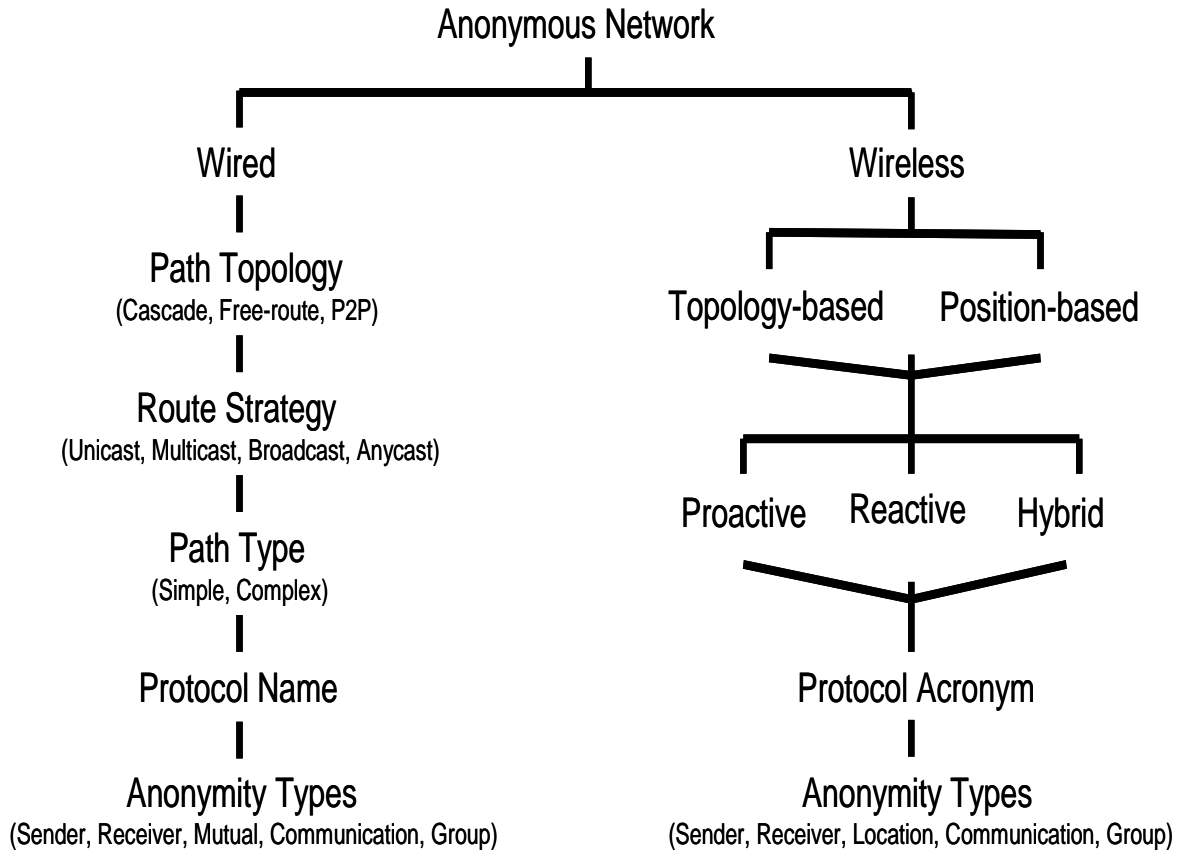 Anonymous Network
Wired
Path Topology
(Cascade, Free-route, P2P)
Route Strategy
(Unicast, Multicast, Broadcast, Anycast)
Path Type
(Simple, Complex)
Protocol Name
Anonymity Types
(Sender, Receiver, Mutual, Communication, Group)
Wireless
Topology-based
Position-based
Proactive
Reactive
Hybrid
Protocol Acronym
Anonymity Types
(Sender, Receiver, Location, Communication, Group)